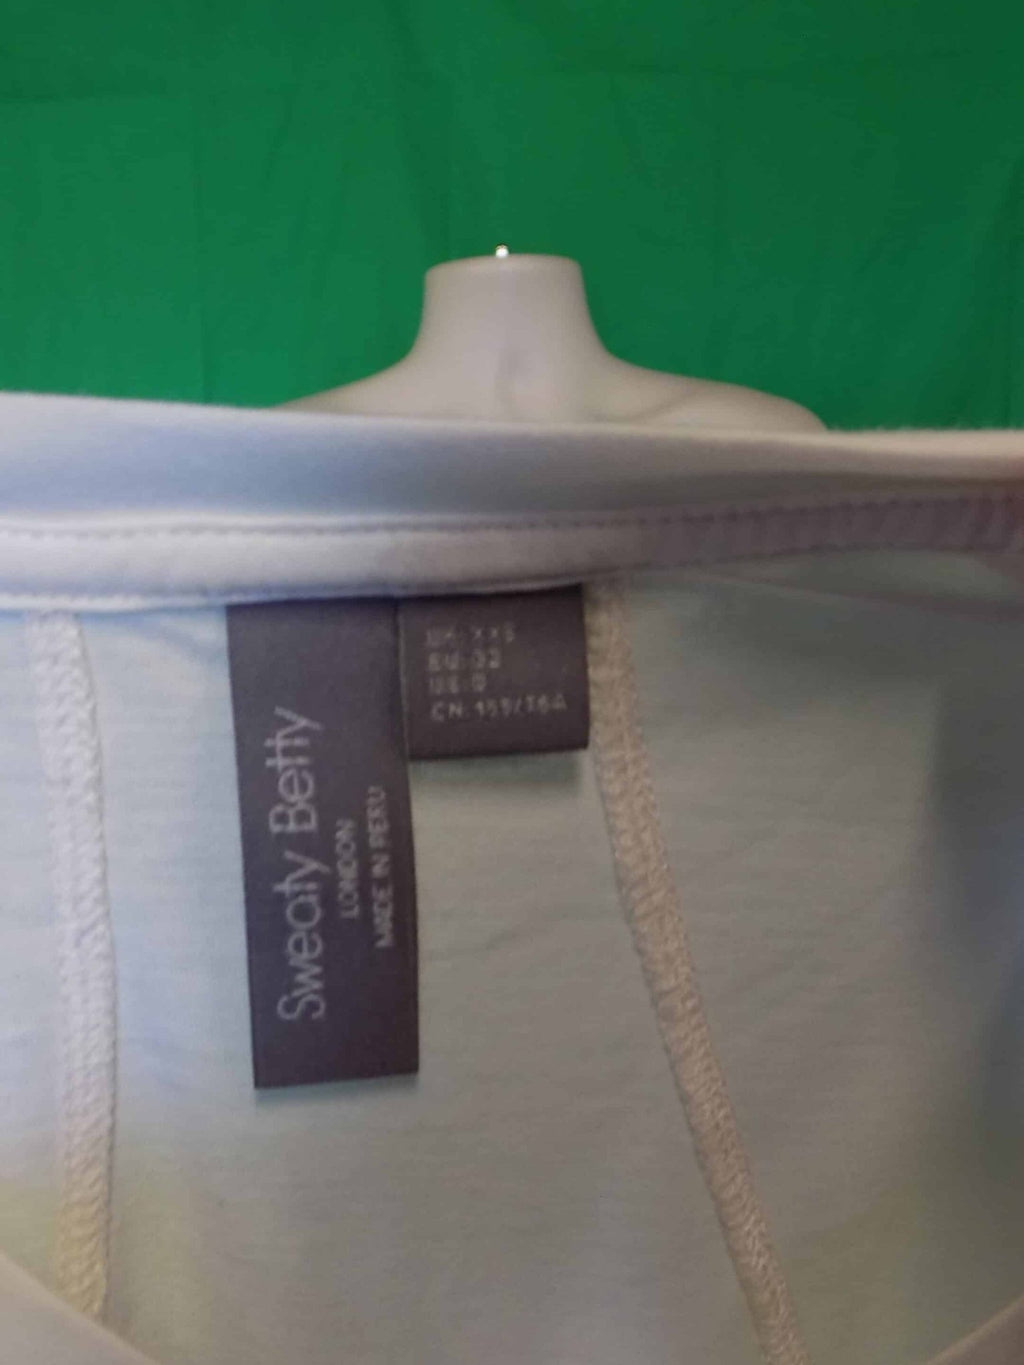 Sweaty Betty
LONDON
MADE IN PERU
UK: XXS
EU: 32
US: 0
CN: 155/76A